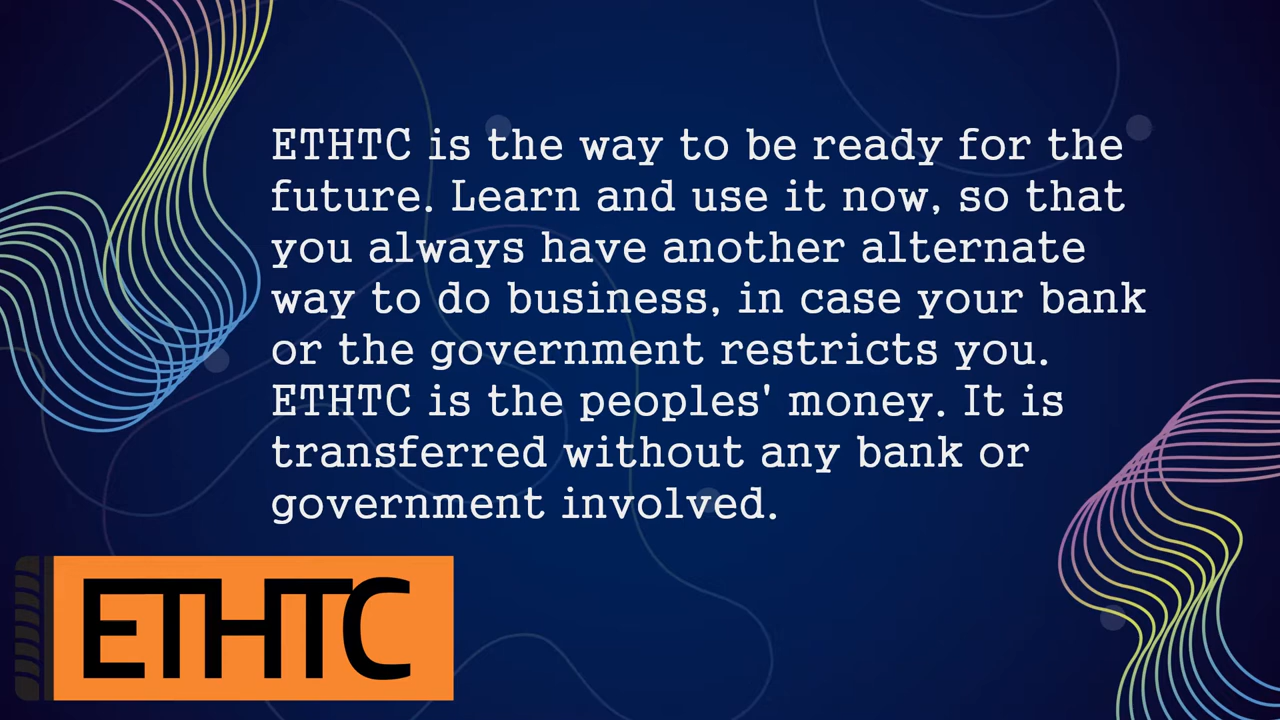 ETHTC is the way to be ready for the
future. Learn and use it now, so that
you always have another alternate
way to do business, in case your bank
or the government restricts you.
ETHTC is the peoples' money. It is
transferred without any bank or
government involved.
ETHTC